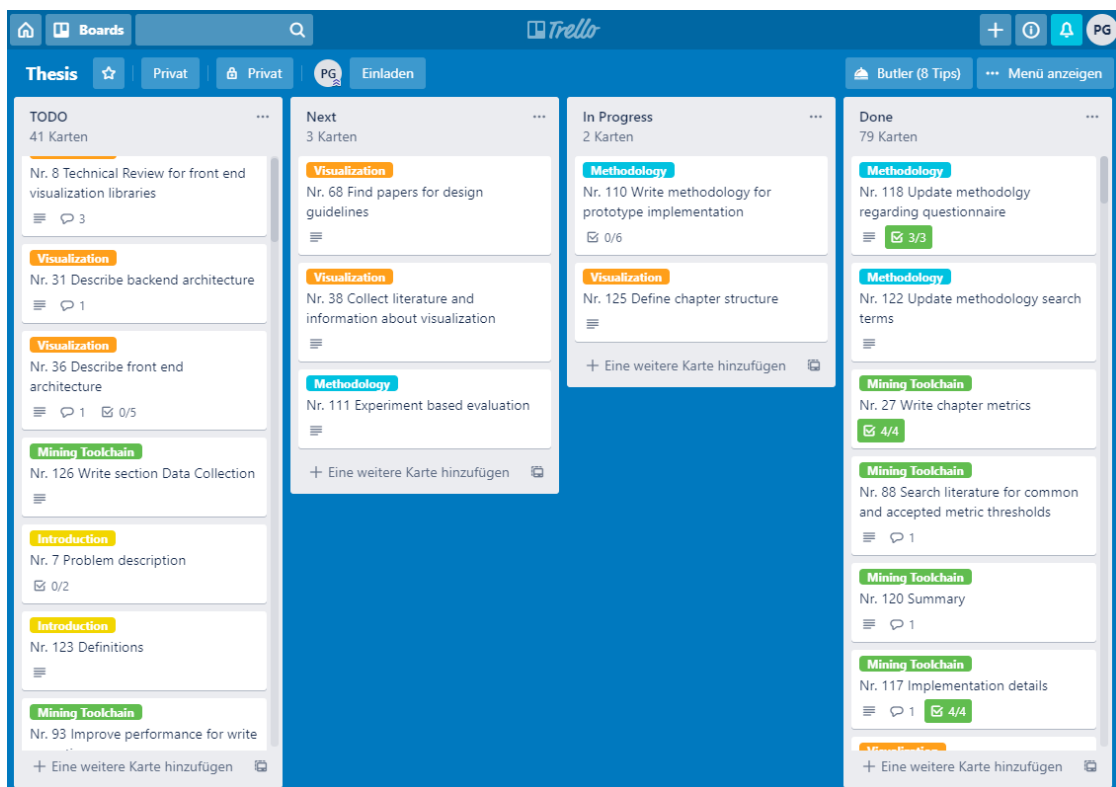 Boards
Trello
PG
Thesis
Privat
Privat
PG
Einladen
Butler (8 Tips)
Menü anzeigen
TODO
41 Karten
Nr. 8 Technical Review for front end
visualization libraries
3
Visualization
Nr. 31 Describe backend architecture
1
Visualization
Nr. 36 Describe front end
architecture
1 0/5
Mining Toolchain
Nr. 126 Write section Data Collection
Introduction
Nr. 7 Problem description
0/2
Introduction
Nr. 123 Definitions
Mining Toolchain
Nr. 93 Improve performance for write
+ Eine weitere Karte hinzufügen
Next
3 Karten
Visualization
Nr. 68 Find papers for design
guidelines
Visualization
Nr. 38 Collect literature and
information about visualization
Methodology
Nr. 111 Experiment based evaluation
+ Eine weitere Karte hinzufügen
In Progress
2 Karten
Methodology
Nr. 110 Write methodology for
prototype implementation
0/6
Visualization
Nr. 125 Define chapter structure
+ Eine weitere Karte hinzufügen
Done
79 Karten
Methodology
Nr. 118 Update methodolgy
regarding questionnaire
3/3
Methodology
Nr. 122 Update methodology search
terms
Mining Toolchain
Nr. 27 Write chapter metrics
4/4
Mining Toolchain
Nr. 88 Search literature for common
and accepted metric thresholds
1
Mining Toolchain
Nr. 120 Summary
1
Mining Toolchain
Nr. 117 Implementation details
1 4/4
Visualization
+ Eine weitere Karte hinzufügen